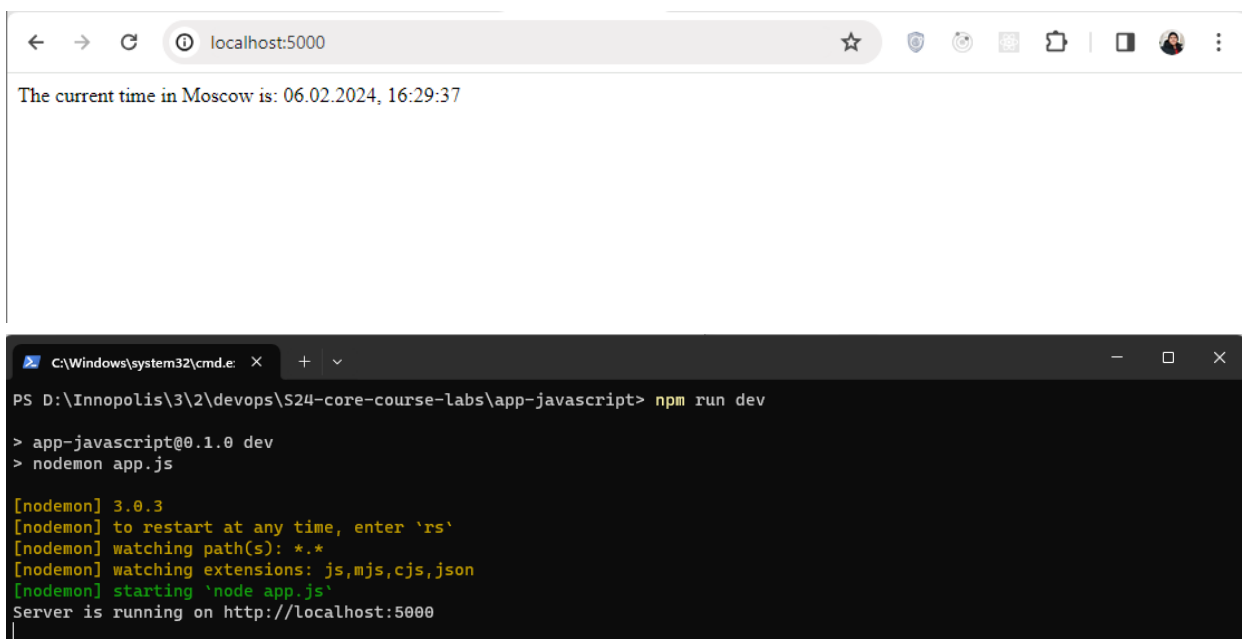 localhost:5000
The current time in Moscow is: 06.02.2024, 16:29:37
C:\Windows\system32\cmd.e:
PS D:\Innopolis\3\2\devops\S24-core-course-labs\app-javascript> npm run dev
> app-javascript@0.1.0 dev
> nodemon app.js
[nodemon] 3.0.3
[nodemon] to restart at any time, enter `rs`
[nodemon] watching path(s): *.*
[nodemon] watching extensions: js,mjs,cjs,json
[nodemon] starting `node app.js`
Server is running on http://localhost:5000